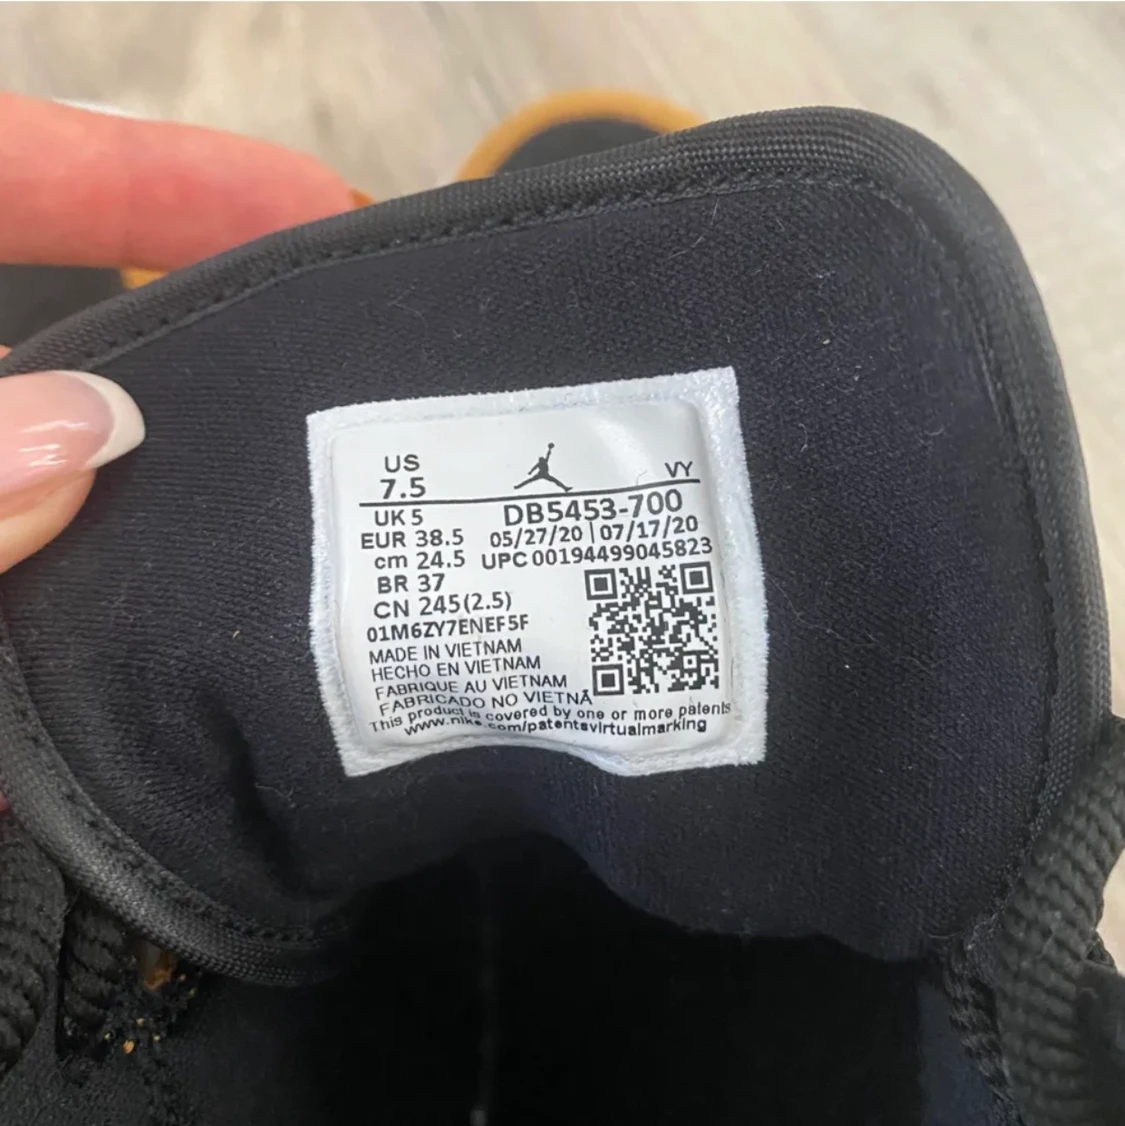 US
7.5
VY
UK 5
DB5453-700
EUR 38.5
05/27/20 | 07/17/20
cm 24.5
UPC 00194499045823
BR 37
CN 245(2.5)
01M6ZY7ENEF5F
MADE IN VIETNAM
HECHO EN VIETNAM
FABRIQUE AU VIETNAM
FABRICADO NO VIETNÃ
This product is covered by one or more patents
www.nike.com/patentsvirtualmarking